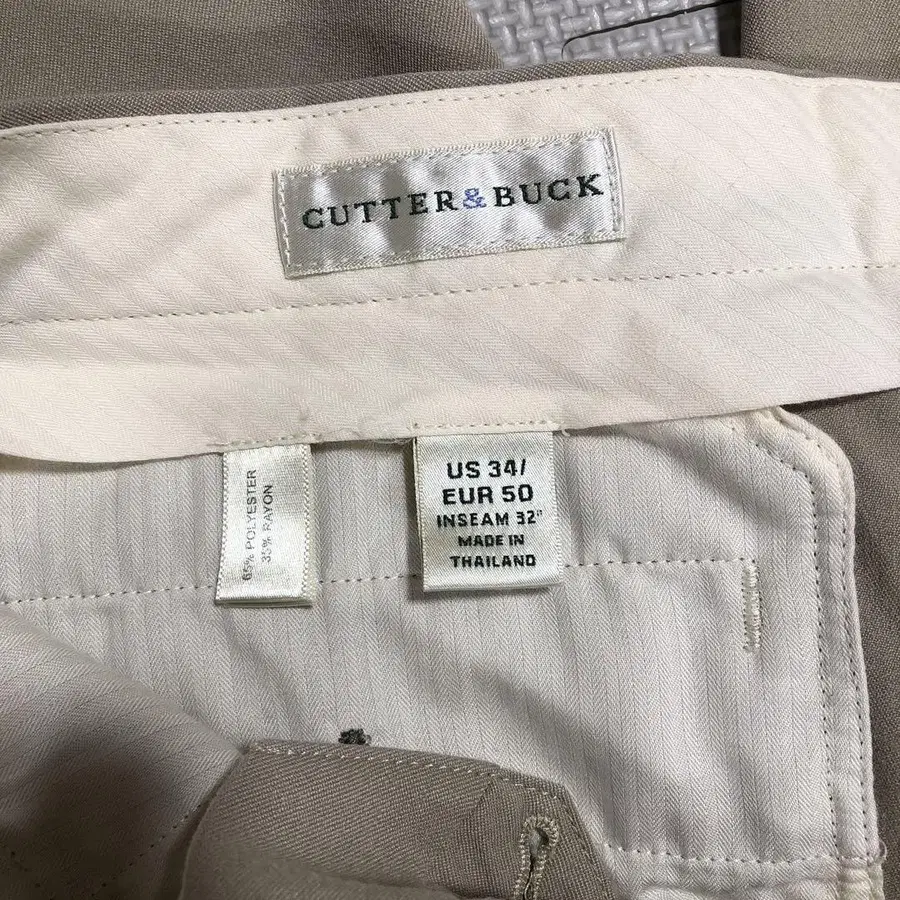 CUTTER&BUCK
65% POLYESTER
35% RAYON
US 34/
EUR 50
INSEAM 32"
MADE IN
THAILAND